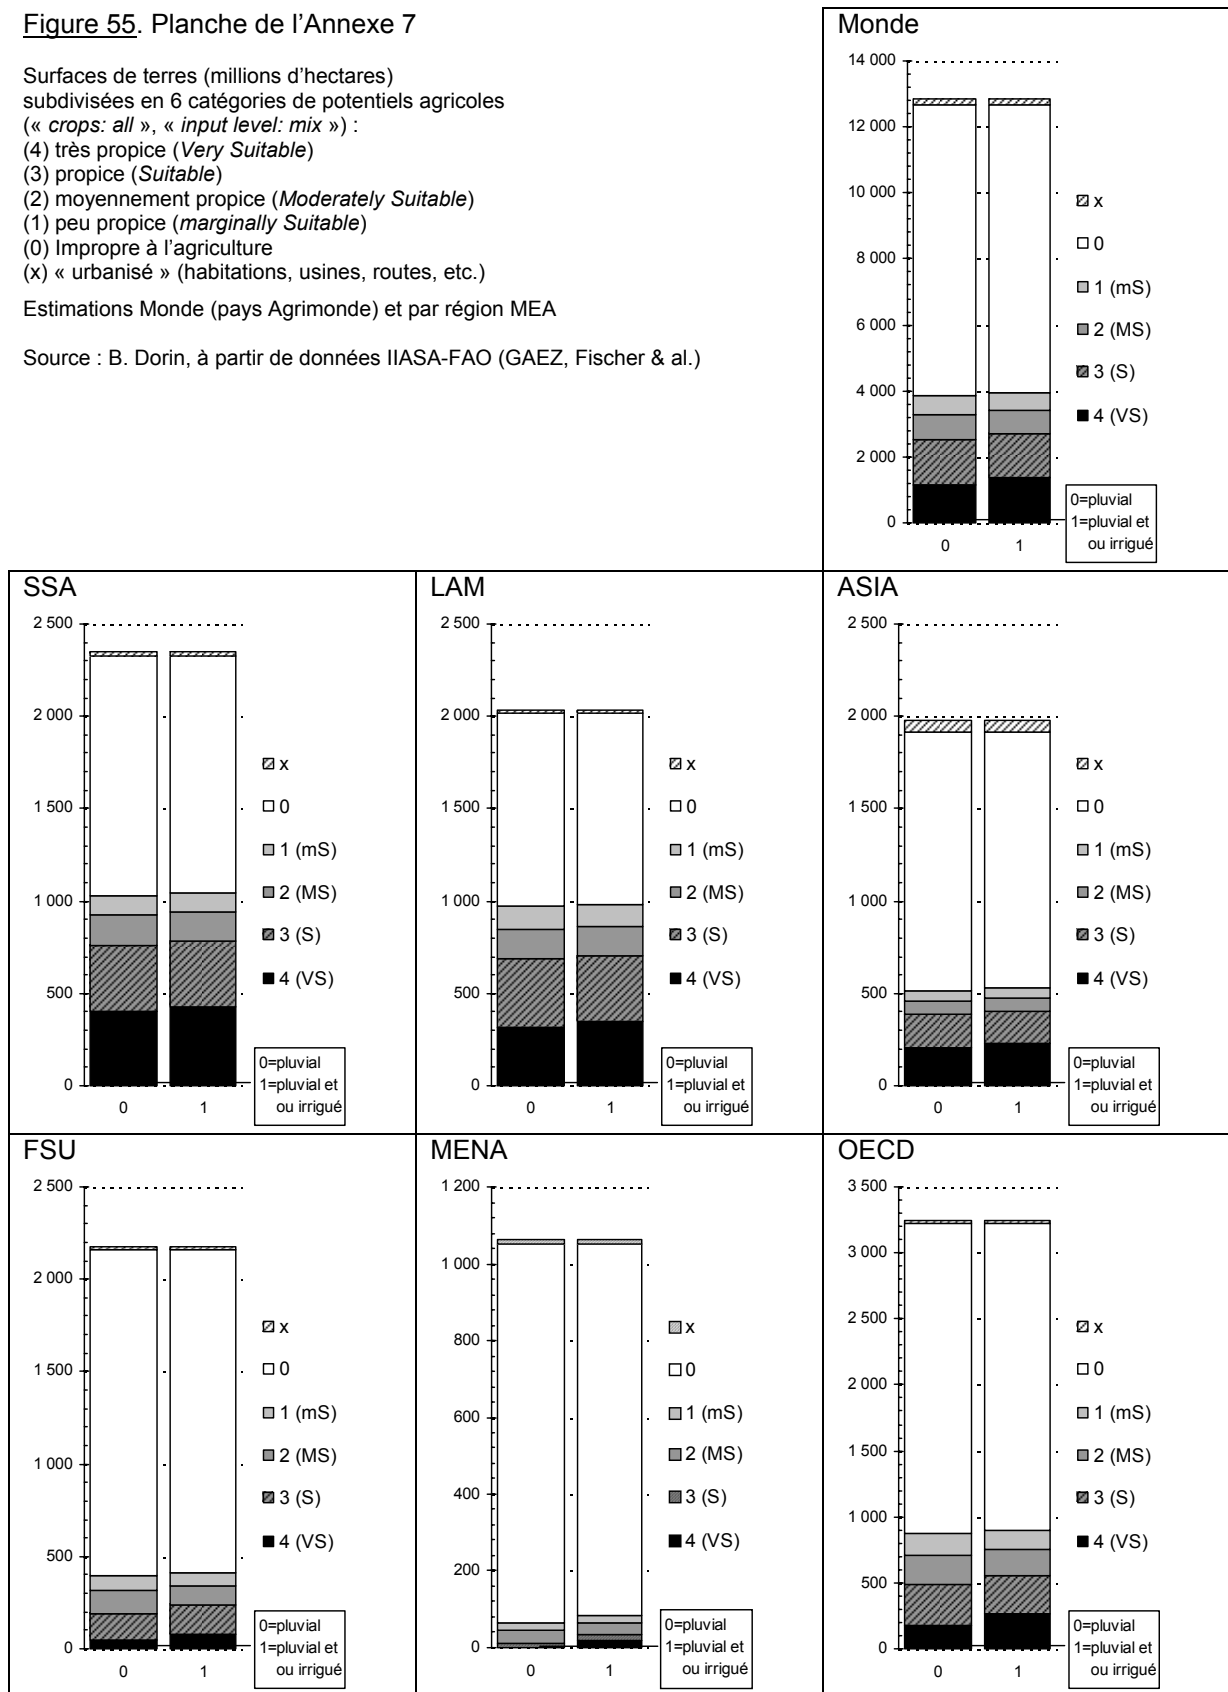 Figure 55. Planche de l'Annexe 7
Surfaces de terres (millions d'hectares)
subdivisées en 6 catégories de potentiels agricoles
(« crops: all », « input level: mix ») :
(4) très propice (Very Suitable)
(3) propice (Suitable)
(2) moyennement propice (Moderately Suitable)
(1) peu propice (marginally Suitable)
(0) Impropre à l'agriculture
(x) « urbanisé » (habitations, usines, routes, etc.)
Estimations Monde (pays Agrimonde) et par région MEA
Source : B. Dorin, à partir de données IIASA-FAO (GAEZ, Fischer & al.)
Monde
14 000
12 000
10 000
8 000
6 000
4 000
2 000
0
0 1
x
0
1 (mS)
2 (MS)
3 (S)
4 (VS)
0=pluvial
1=pluvial et
ou irrigué
SSA
2 500
2 000
1 500
1 000
500
0
0 1
x
0
1 (mS)
2 (MS)
3 (S)
4 (VS)
0=pluvial
1=pluvial et
ou irrigué
LAM
2 500
2 000
1 500
1 000
500
0
0 1
x
0
1 (mS)
2 (MS)
3 (S)
4 (VS)
0=pluvial
1=pluvial et
ou irrigué
ASIA
2 500
2 000
1 500
1 000
500
0
0 1
x
0
1 (mS)
2 (MS)
3 (S)
4 (VS)
0=pluvial
1=pluvial et
ou irrigué
FSU
2 500
2 000
1 500
1 000
500
0
0 1
x
0
1 (mS)
2 (MS)
3 (S)
4 (VS)
0=pluvial
1=pluvial et
ou irrigué
MENA
1 200
1 000
800
600
400
200
0
0 1
x
0
1 (mS)
2 (MS)
3 (S)
4 (VS)
0=pluvial
1=pluvial et
ou irrigué
OECD
3 500
3 000
2 500
2 000
1 500
1 000
500
0
0 1
x
0
1 (mS)
2 (MS)
3 (S)
4 (VS)
0=pluvial
1=pluvial et
ou irrigué